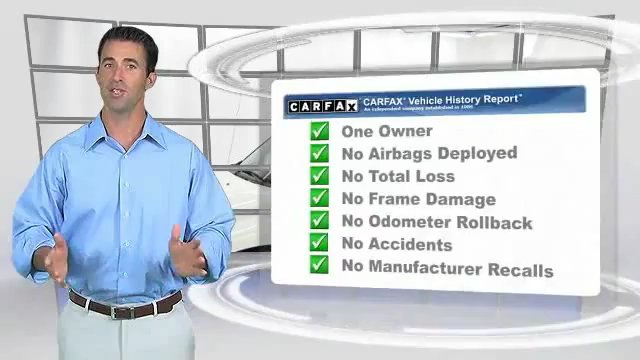 CARFAX CARFAX Vehicle History Report™
An independent company established in 1986
One Owner
No Airbags Deployed
No Total Loss
No Frame Damage
No Odometer Rollback
No Accidents
No Manufacturer Recalls